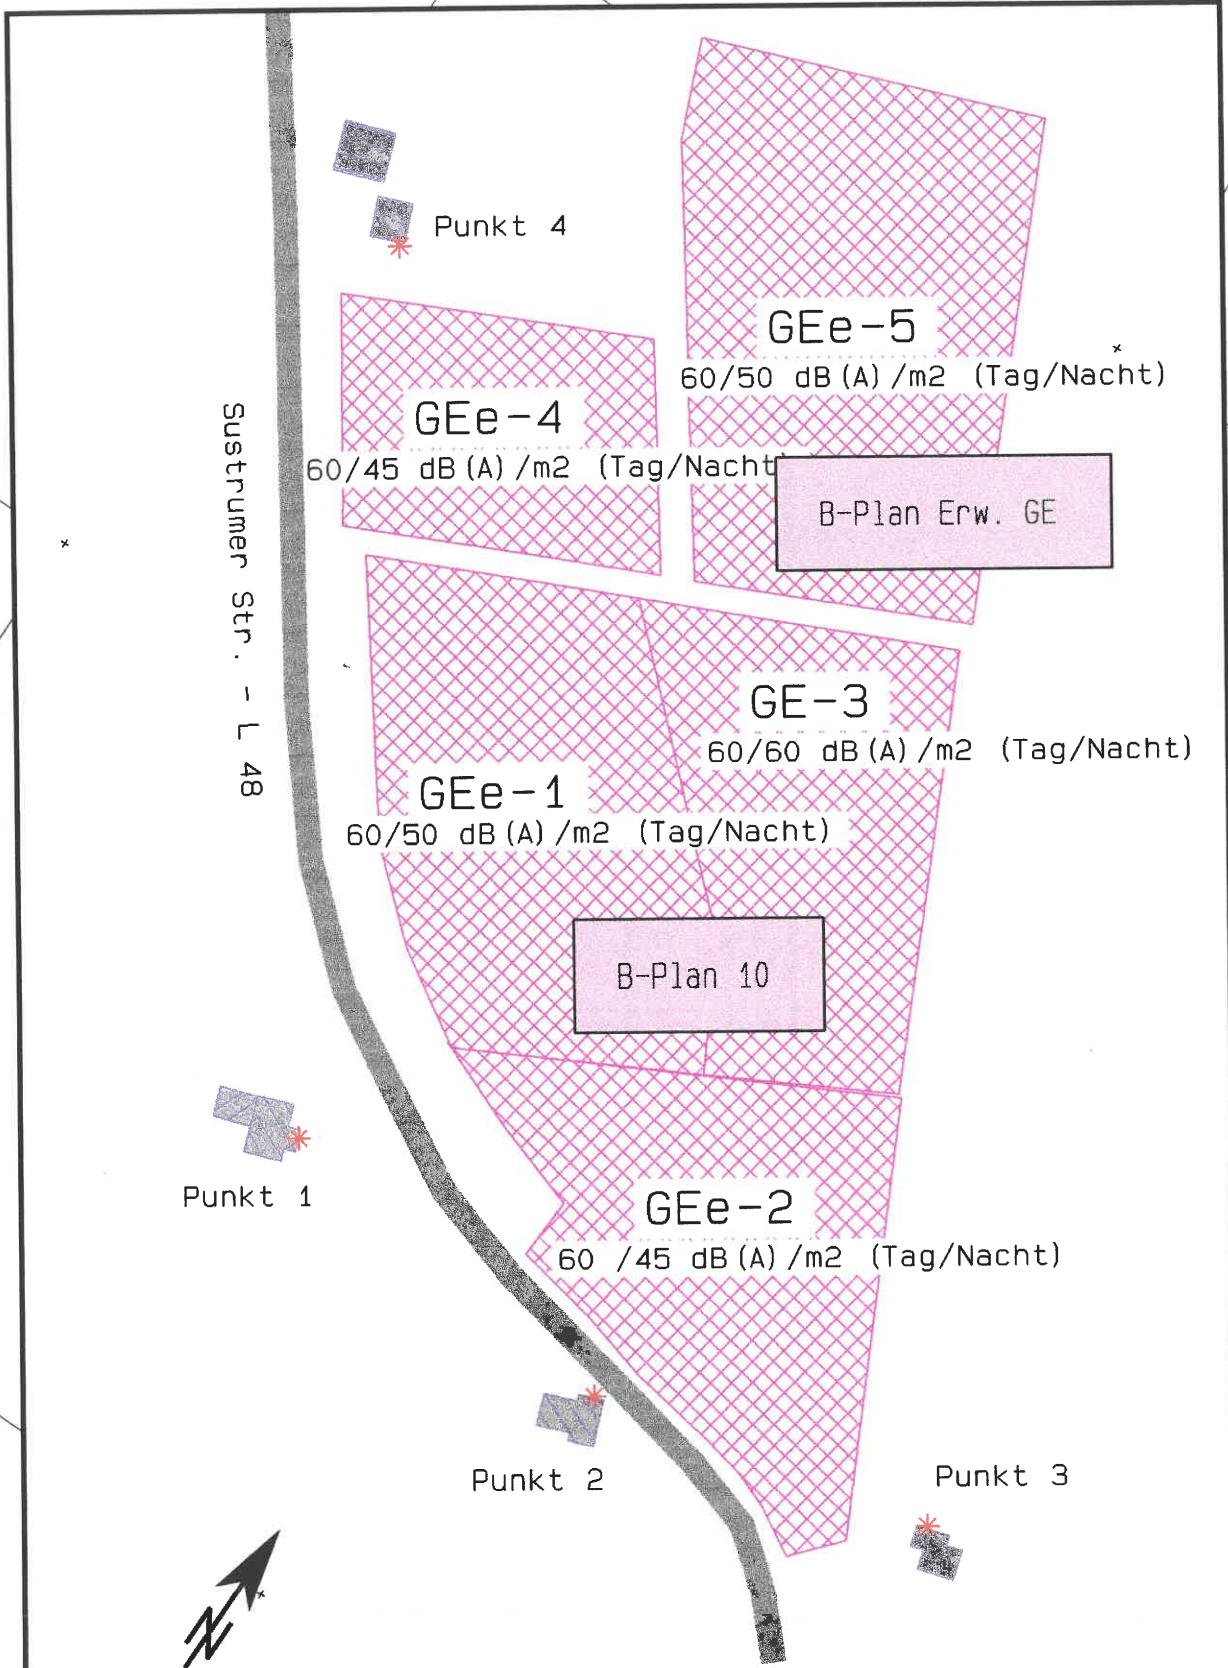 Punkt 4
GEe-5
60/50 dB(A)/m2 (Tag/Nacht)
GEe-4
60/45 dB(A)/m2 (Tag/Nacht
B-Plan Erw. GE
Sustrumer Str. - L 48
GE-3
60/60 dB(A)/m2 (Tag/Nacht)
GEe-1
60/50 dB(A)/m2 (Tag/Nacht)
B-Plan 10
Punkt 1
GEe-2
60 /45 dB(A)/m2 (Tag/Nacht)
Punkt 2
Punkt 3
N